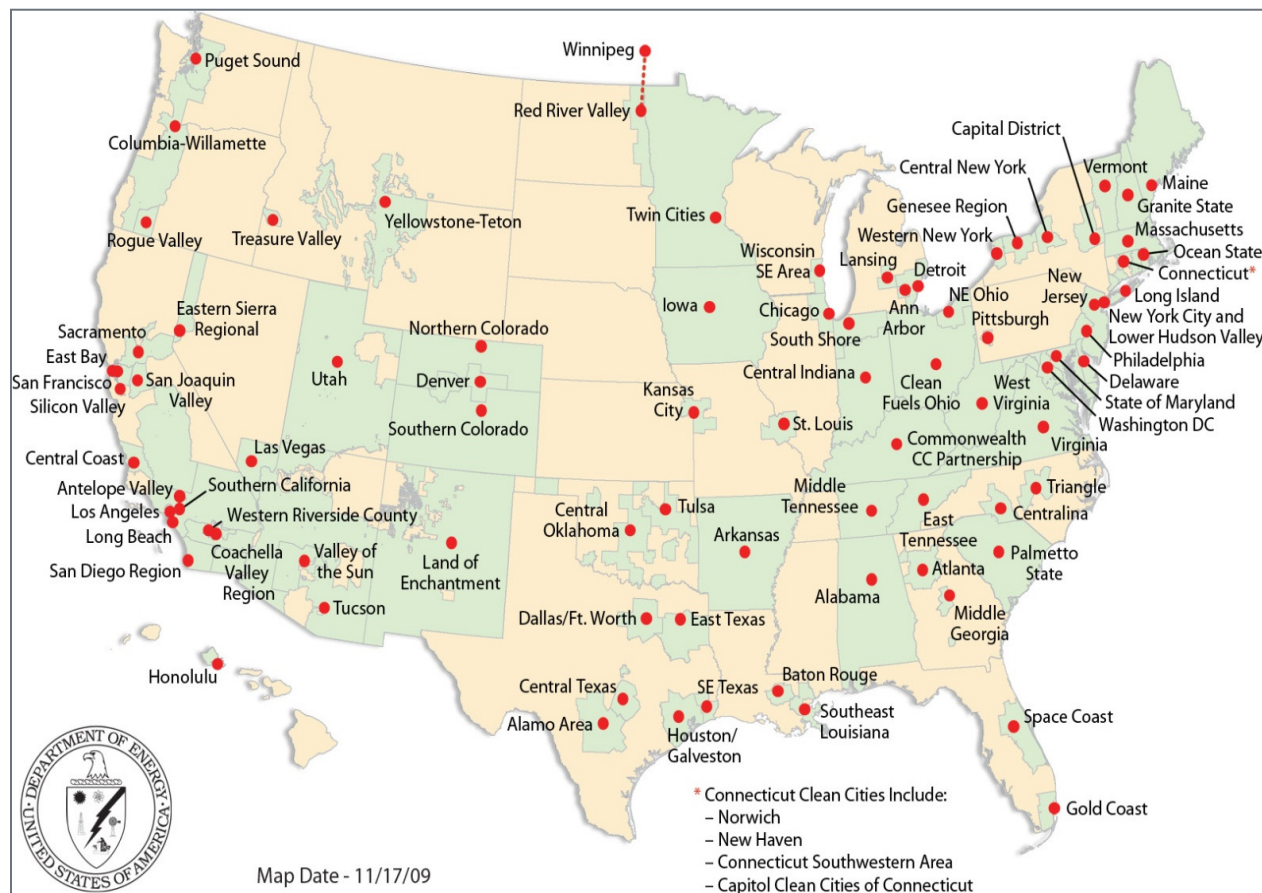 Winnipeg
Puget Sound
Red River Valley
Columbia-Willamette
Capital District
Central New York
Vermont
Maine
Genesee Region
Granite State
Yellowstone-Teton
Twin Cities
Rogue Valley
Treasure Valley
Western New York
Massachusetts
Ocean State
Wisconsin
SE Area
Lansing
Detroit
Connecticut*
New
Jersey
Long Island
Eastern Sierra
Regional
Iowa
Chicago
Ann
Arbor
NE Ohio
Pittsburgh
New York City and
Lower Hudson Valley
Sacramento
Northern Colorado
South Shore
Philadelphia
East Bay
San Francisco
Silicon Valley
San Joaquin
Valley
Utah
Denver
Central Indiana
Clean
Fuels Ohio
West
Virginia
Delaware
State of Maryland
Washington DC
Kansas
City
Southern Colorado
St. Louis
Virginia
Commonwealth
CC Partnership
Central Coast
Las Vegas
Antelope Valley
Southern California
Los Angeles
Long Beach
Western Riverside County
Middle
Tennessee
Triangle
Centralina
Central
Oklahoma
Tulsa
East
Tennessee
San Diego Region
Coachella
Valley
Region
Valley
of the Sun
Land of
Enchantment
Arkansas
Palmetto
State
Atlanta
Alabama
Tucson
Dallas/Ft. Worth
East Texas
Middle
Georgia
Honolulu
Central Texas
SE Texas
Baton Rouge
Alamo Area
Houston/
Galveston
Southeast
Louisiana
Space Coast
Gold Coast
DEPARTMENT OF ENERGY
UNITED STATES OF AMERICA
Map Date - 11/17/09
* Connecticut Clean Cities Include:
– Norwich
– New Haven
– Connecticut Southwestern Area
– Capitol Clean Cities of Connecticut